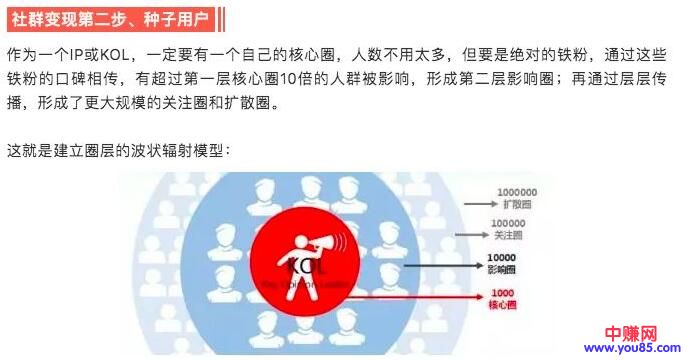 社群变现第二步、种子用户
作为一个IP或KOL，一定要有一个自己的核心圈，人数不用太多，但要是绝对的铁粉，通过这些
铁粉的口碑相传，有超过第一层核心圈10倍的人群被影响，形成第二层影响圈；再通过层层传
播，形成了更大规模的关注圈和扩散圈。
这就是建立圈层的波状辐射模型：
1000000
扩散圈
100000
关注圈
10000
影响圈
1000
核心圈
KOL
Key Opinion Leader
中赚网
www.you85.com